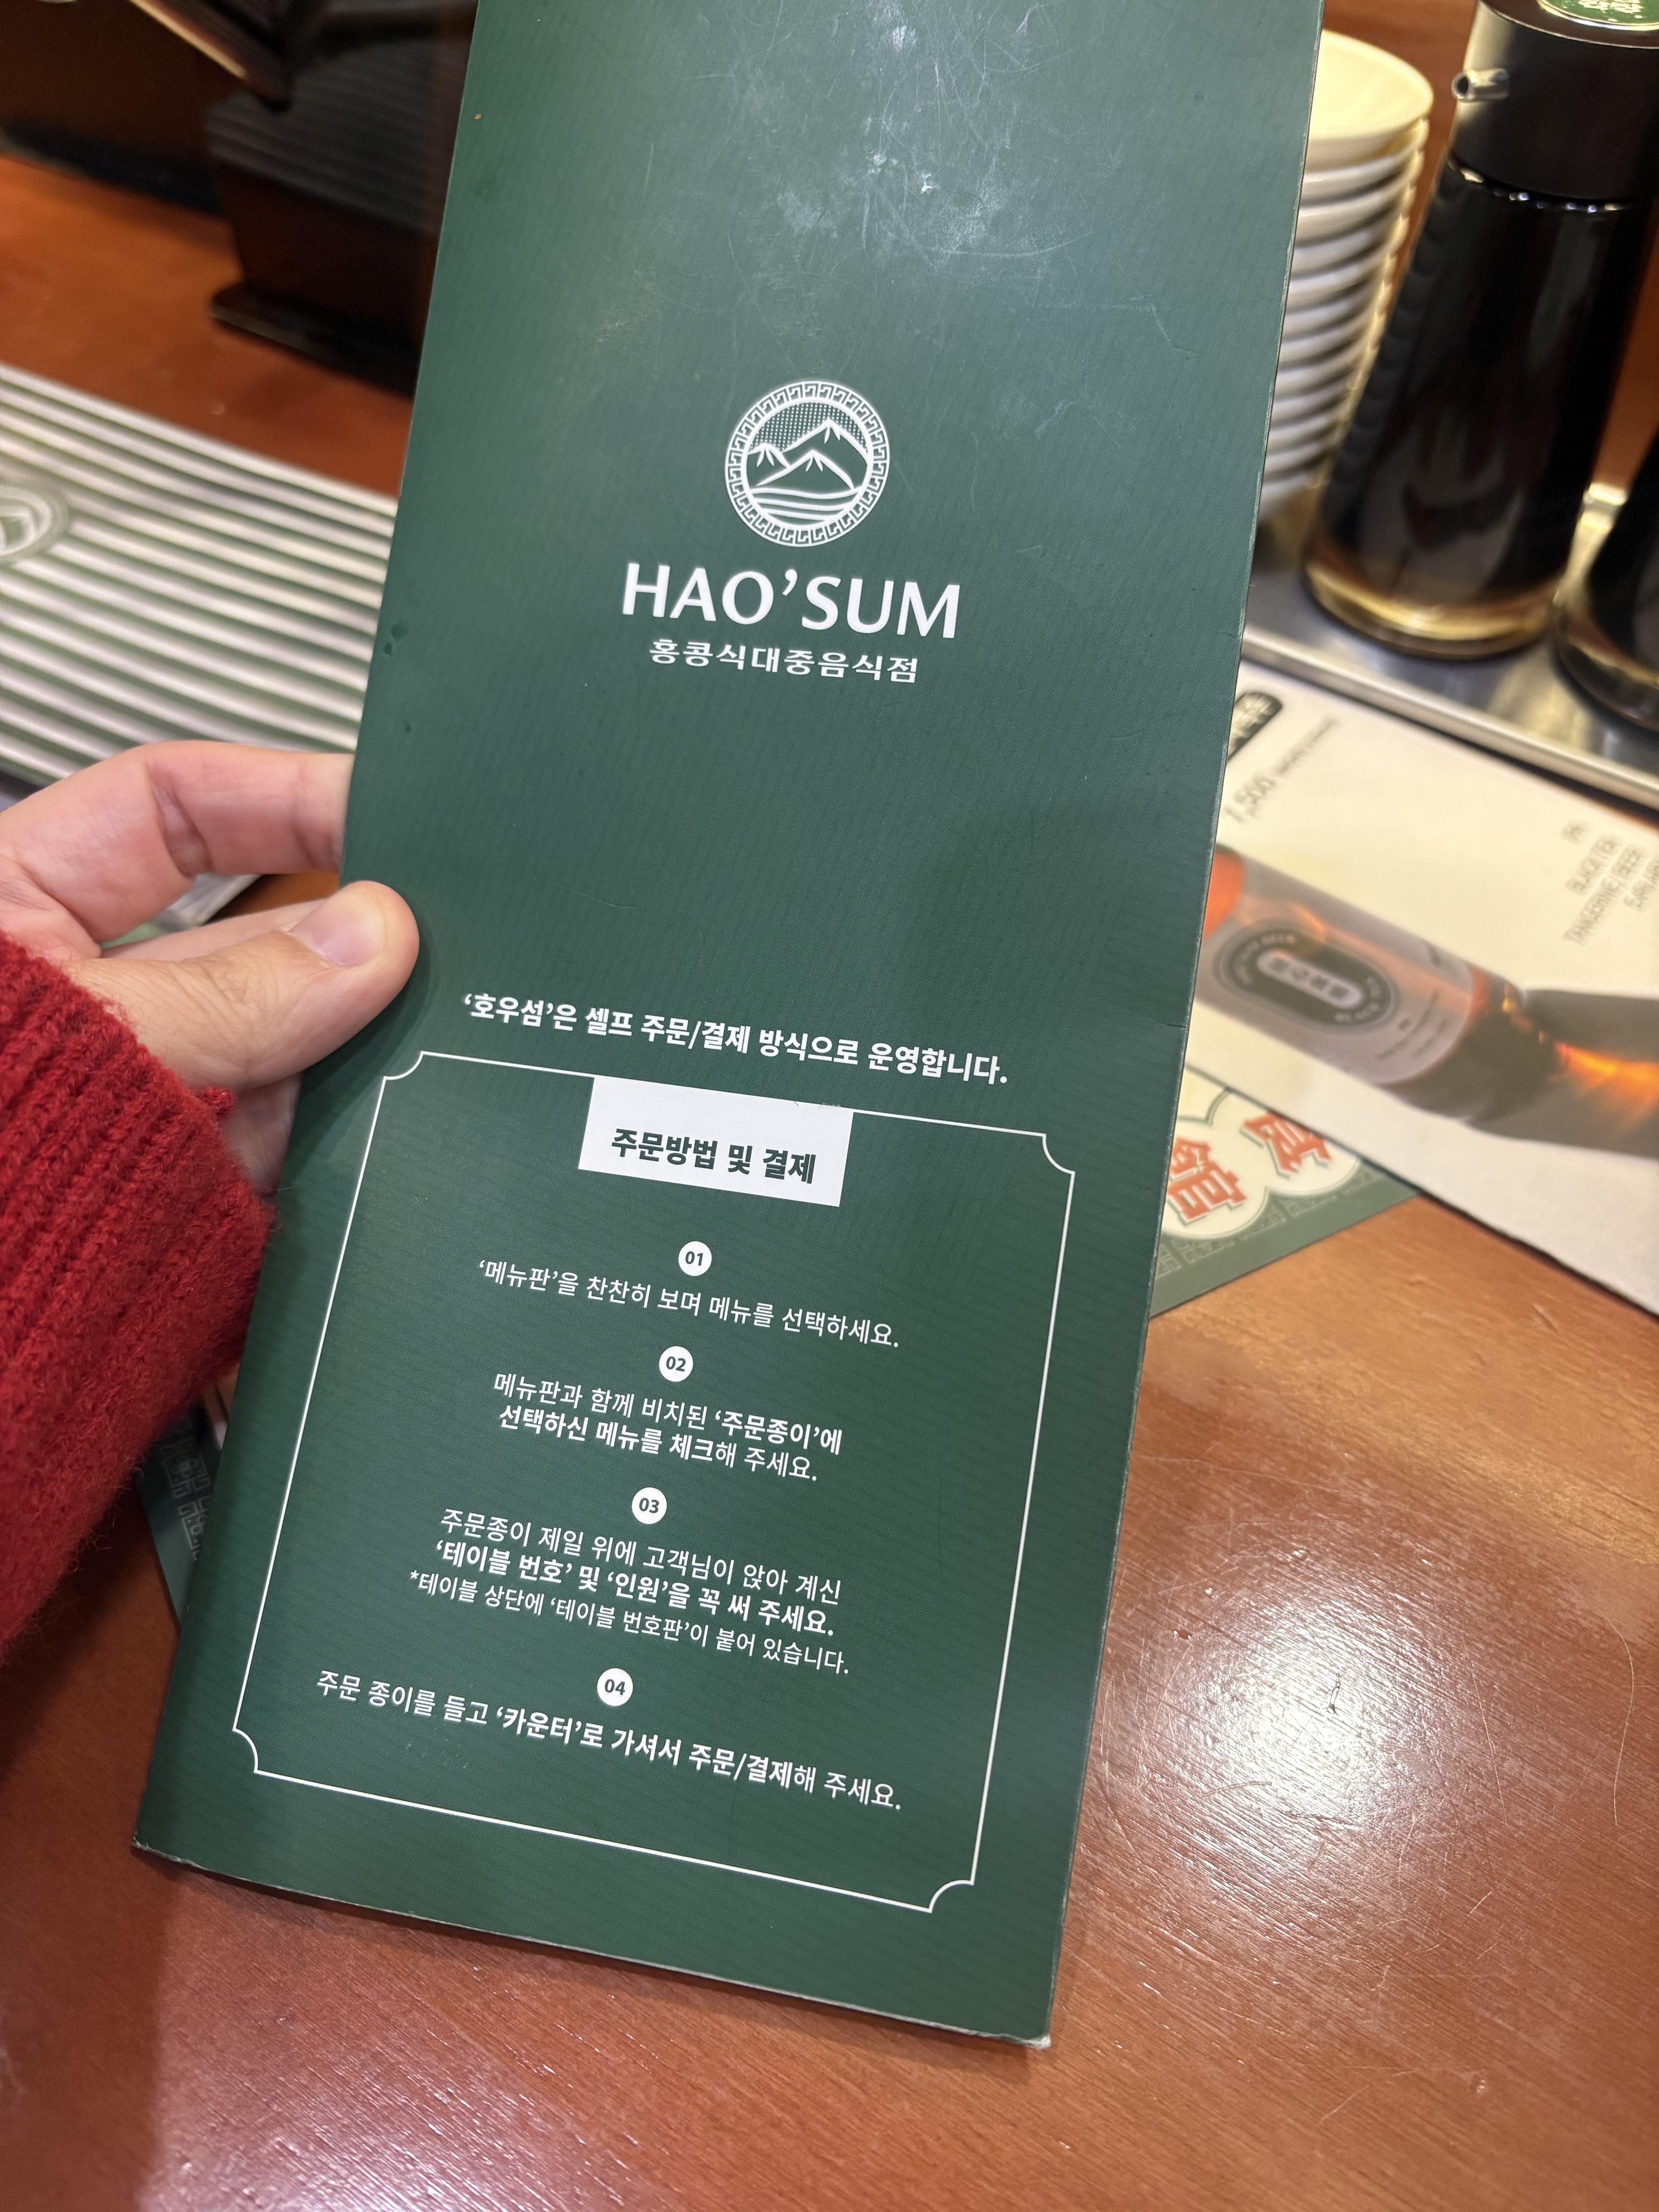 HAO'SUM
홍콩식대중음식점
‘호우섬’은 셀프 주문/결제 방식으로 운영합니다.
주문방법 및 결제
01
‘메뉴판’을 찬찬히 보며 메뉴를 선택하세요.
02
메뉴판과 함께 비치된 ‘주문종이’에
선택하신 메뉴를 체크해 주세요.
03
주문종이 제일 위에 고객님이 앉아 계신
‘테이블 번호’ 및 ‘인원’을 꼭 써 주세요.
*테이블 상단에 ‘테이블 번호판’이 붙어 있습니다.
04
주문 종이를 들고 ‘카운터’로 가셔서 주문/결제해 주세요.
7,500
IPA
BLACK TEA
TANGERINE BEER
館